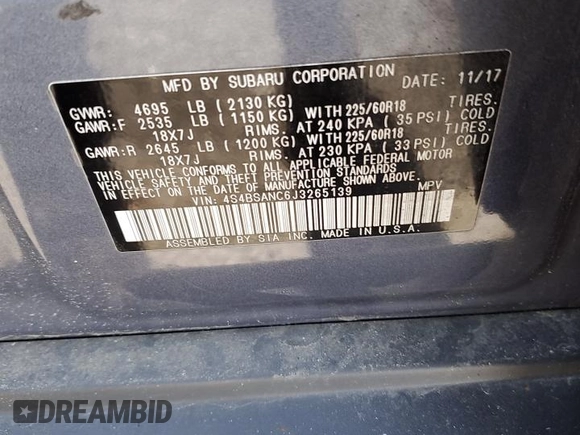 MFD BY SUBARU CORPORATION DATE: 11/17
GVWR: 4695 LB (2130 KG)
GAWR:F 2535 LB (1150 KG) WITH 225/60R18 TIRES.
18X7J RIMS. AT 240 KPA (35 PSI) COLD
GAWR:R 2645 LB (1200 KG) WITH 225/60R18 TIRES.
18X7J RIMS. AT 230 KPA (33 PSI) COLD
THIS VEHICLE CONFORMS TO ALL APPLICABLE FEDERAL MOTOR
VEHICLE SAFETY AND THEFT PREVENTION STANDARDS
IN EFFECT ON THE DATE OF MANUFACTURE SHOWN ABOVE.
VIN: 4S4BSANC6J3265139 MPV
ASSEMBLED BY SIA INC. MADE IN U.S.A.
DREAMBID